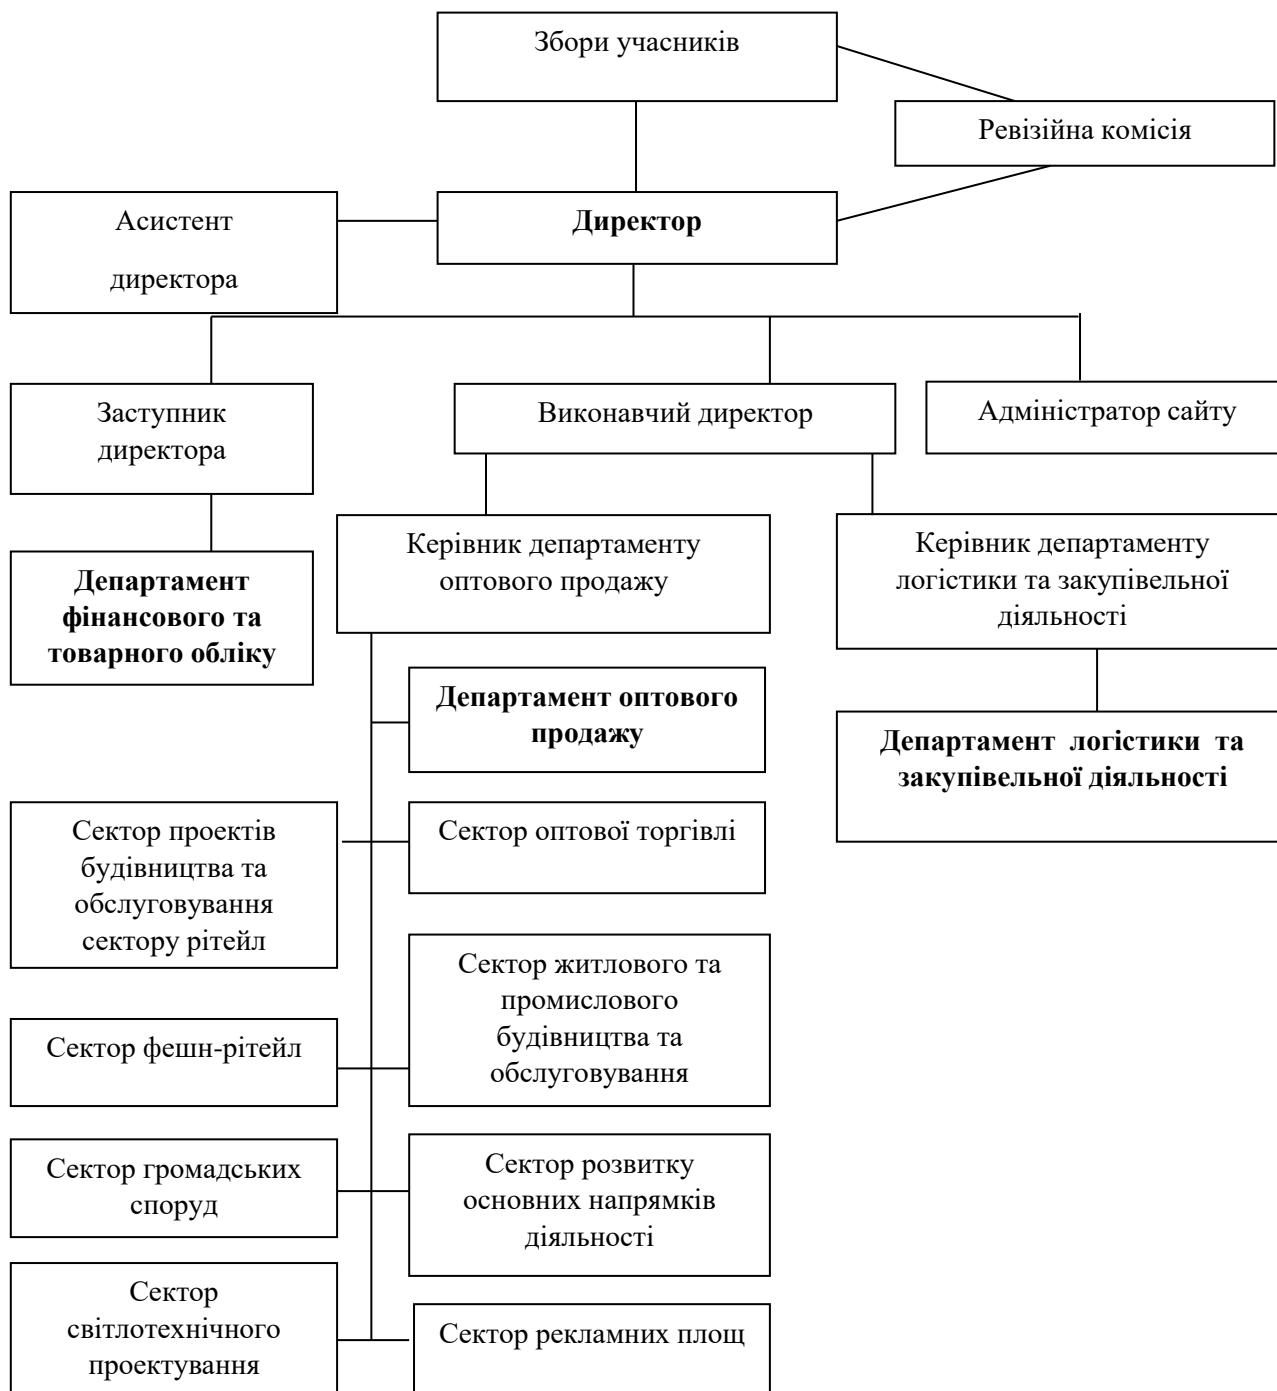 Збори учасників
Ревізійна комісія
Асистент
директора
Директор
Заступник
директора
Виконавчий директор
Адміністратор сайту
Департамент
фінансового та
товарного обліку
Керівник департаменту
оптового продажу
Керівник департаменту
логістики та закупівельної
діяльності
Департамент оптового
продажу
Департамент логістики та
закупівельної діяльності
Сектор проектів
будівництва та
обслуговування
сектору рітейл
Сектор оптової торгівлі
Сектор житлового та
промислового
будівництва та
обслуговування
Сектор фешн-рітейл
Сектор громадських
споруд
Сектор розвитку
основних напрямків
діяльності
Сектор
світлотехнічного
проектування
Сектор рекламних площ